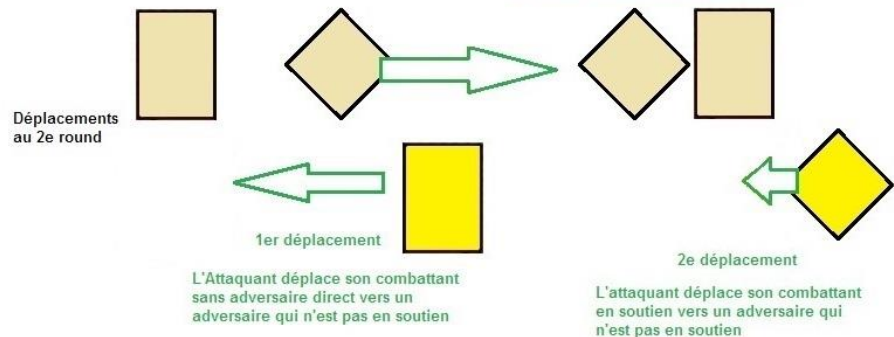 Déplacements
au 2e round
1er déplacement
L'Attaquant déplace son combattant
sans adversaire direct vers un
adversaire qui n'est pas en soutien
2e déplacement
L'attaquant déplace son combattant
en soutien vers un adversaire qui
n'est pas en soutien